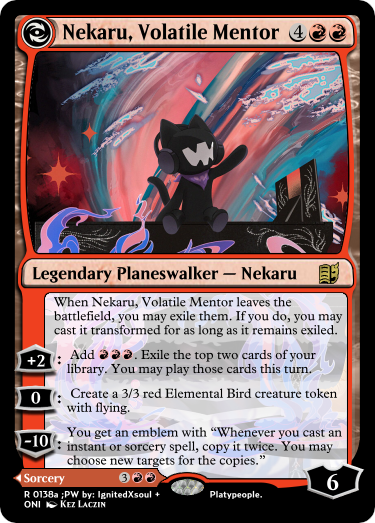 Nekaru, Volatile Mentor 4
Legendary Planeswalker — Nekaru
When Nekaru, Volatile Mentor leaves the
battlefield, you may exile them. If you do, you may
cast it transformed for as long as it remains exiled.
+2: Add RRR. Exile the top two cards of your
library. You may play those cards this turn.
0: Create a 3/3 red Elemental Bird creature token
with flying.
-10: You get an emblem with “Whenever you cast an
instant or sorcery spell, copy it twice. You may
choose new targets for the copies.”
6
Sorcery 3
R 0138a ;PW by: IgnitedXsoul + Platypeople.
ONI Kez Laczin